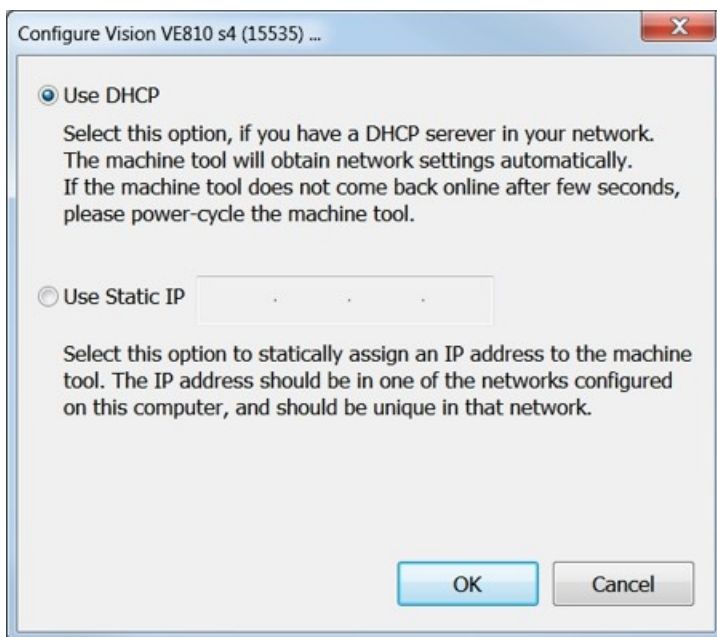 Configure Vision VE810 s4 (15535) ...
Use DHCP
Select this option, if you have a DHCP serever in your network.
The machine tool will obtain network settings automatically.
If the machine tool does not come back online after few seconds,
please power-cycle the machine tool.
Use Static IP . . .
Select this option to statically assign an IP address to the machine
tool. The IP address should be in one of the networks configured
on this computer, and should be unique in that network.
OK Cancel